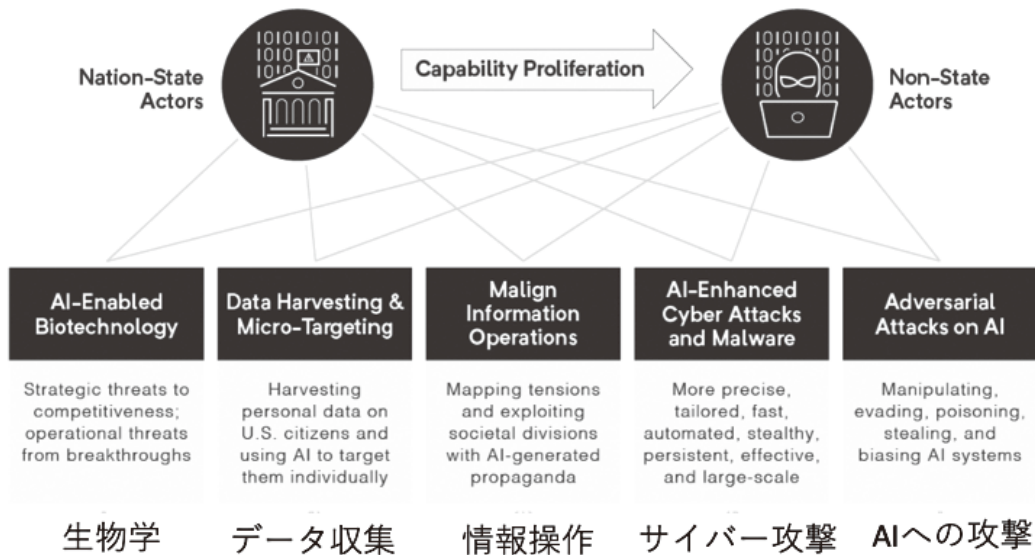 Nation-State
Actors
Capability Proliferation
Non-State
Actors
AI-Enabled
Biotechnology
Strategic threats to
competitiveness;
operational threats
from breakthroughs
Data Harvesting &
Micro-Targeting
Harvesting
personal data on
U.S. citizens and
using AI to target
them individually
Malign
Information
Operations
Mapping tensions
and exploiting
societal divisions
with AI-generated
propaganda
AI-Enhanced
Cyber Attacks
and Malware
More precise,
tailored, fast,
automated, stealthy,
persistent, effective,
and large-scale
Adversarial
Attacks on AI
Manipulating,
evading, poisoning,
stealing, and
biasing AI systems
生物学
データ収集
情報操作
サイバー攻撃
AIへの攻撃